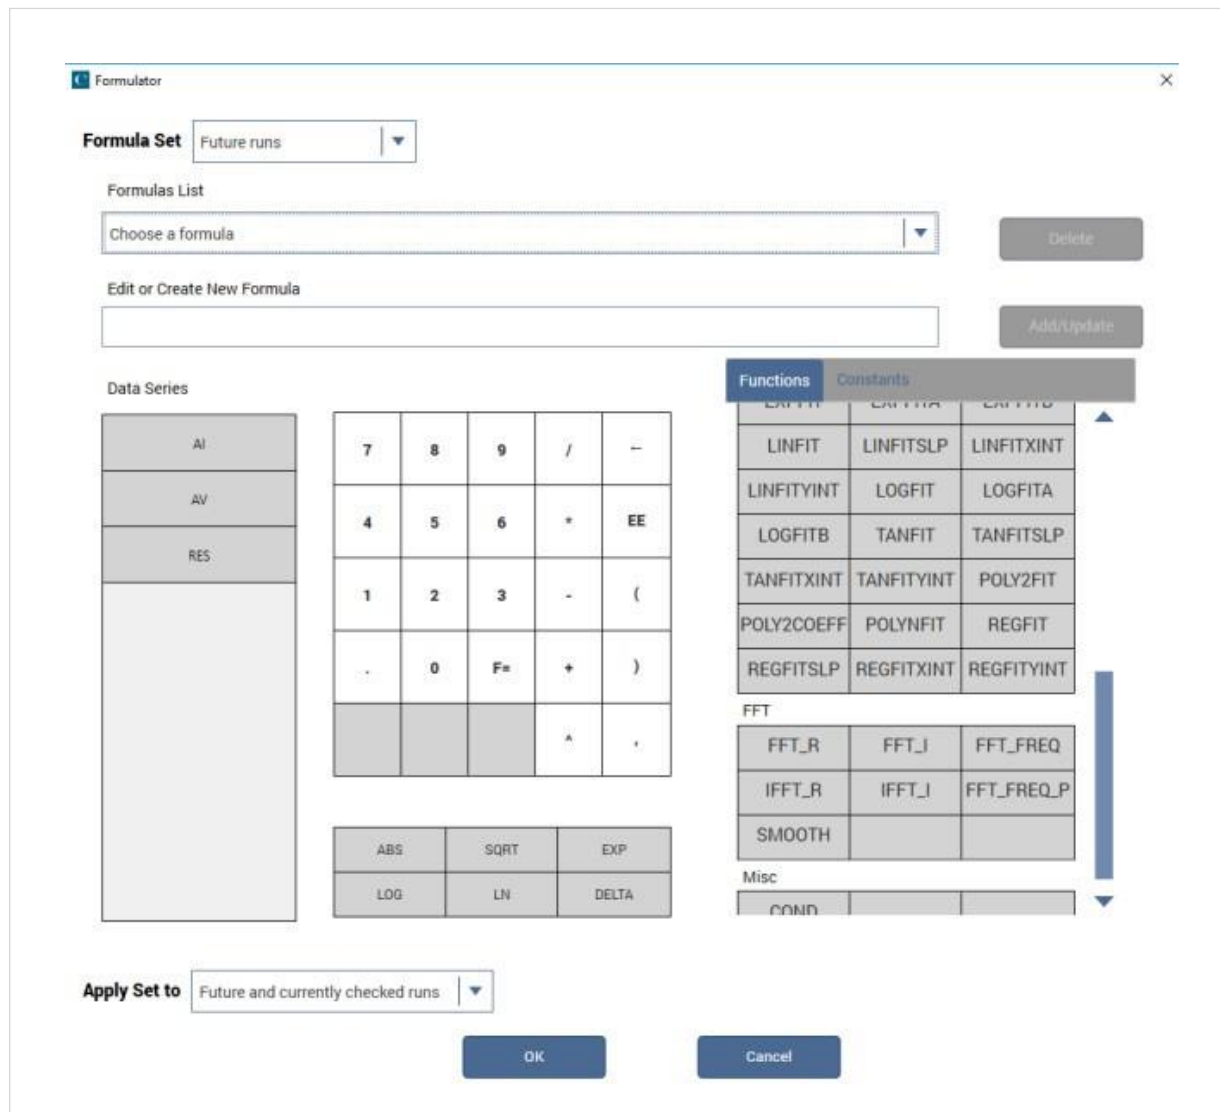 Formulator
Formula Set Future runs
Formulas List
Choose a formula
Delete
Edit or Create New Formula
Add/Update
Data Series
AI
AV
RES
7 8 9 / ←
4 5 6 * EE
1 2 3 - (
. 0 F= + )
^ ,
ABS SQRT EXP
LOG LN DELTA
Functions Constants
LINFIT LINFITSLP LINFITXINT
LINFITYINT LOGFIT LOGFITA
LOGFITB TANFIT TANFITSLP
TANFITXINT TANFITYINT POLY2FIT
POLY2COEFF POLYNFIT REGFIT
REGFITSLP REGFITXINT REGFITYINT
FFT
FFT_R FFT_I FFT_FREQ
IFFT_R IFFT_I FFT_FREQ_P
SMOOTH
Misc
COND
Apply Set to Future and currently checked runs
OK Cancel